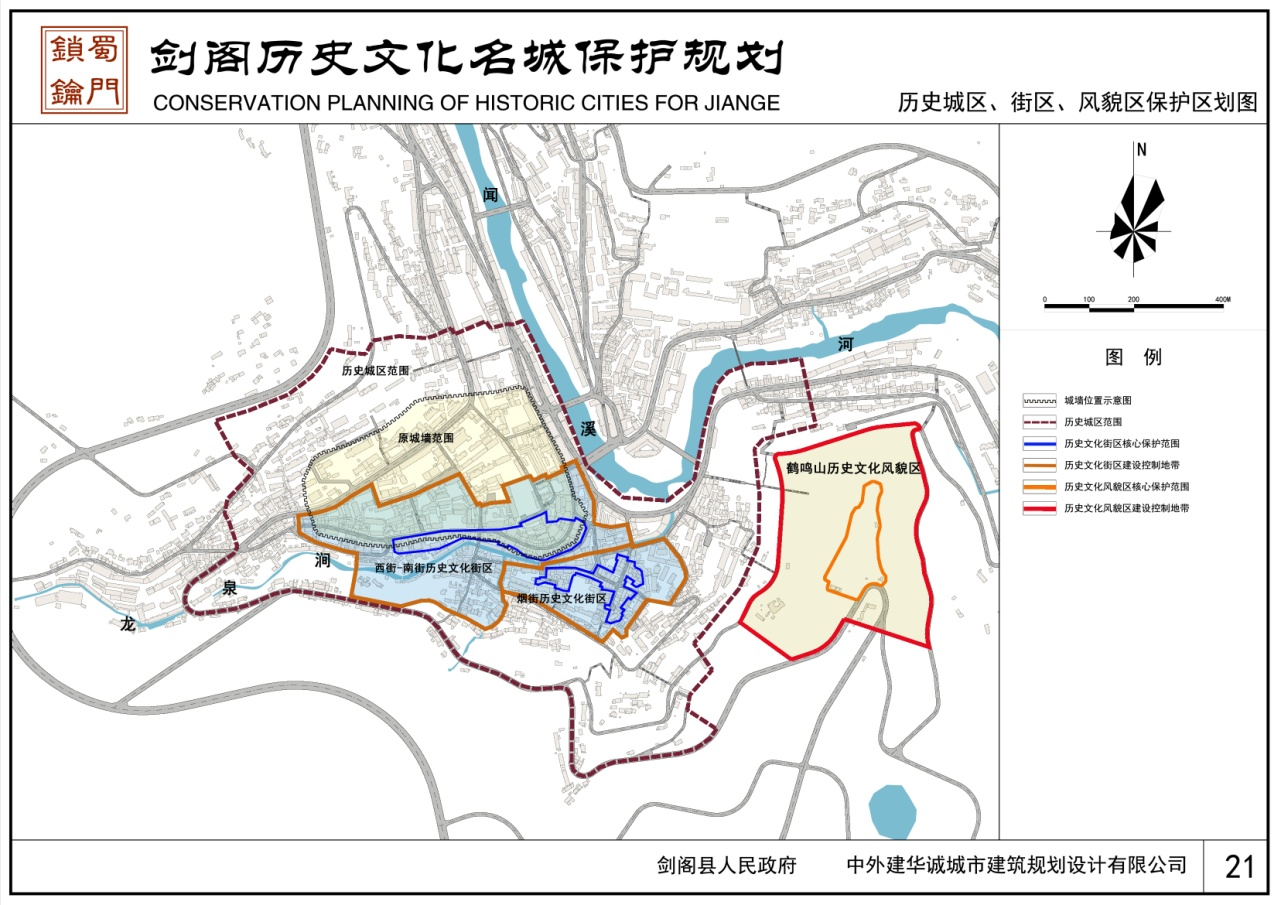 蜀門鎖鑰
剑阁历史文化名城保护规划
CONSERVATION PLANNING OF HISTORIC CITIES FOR JIANGE
历史城区、街区、风貌区保护区划图
闻
溪
河
历史城区范围
原城墙范围
鹤鸣山历史文化风貌区
西街-南街历史文化街区
烟街历史文化街区
龙
泉
涧
N
0 100 200 400M
图 例
城墙位置示意图
历史城区范围
历史文化街区核心保护范围
历史文化街区建设控制地带
历史文化风貌区核心保护范围
历史文化风貌区建设控制地带
剑阁县人民政府 中外建华诚城市建筑规划设计有限公司 21